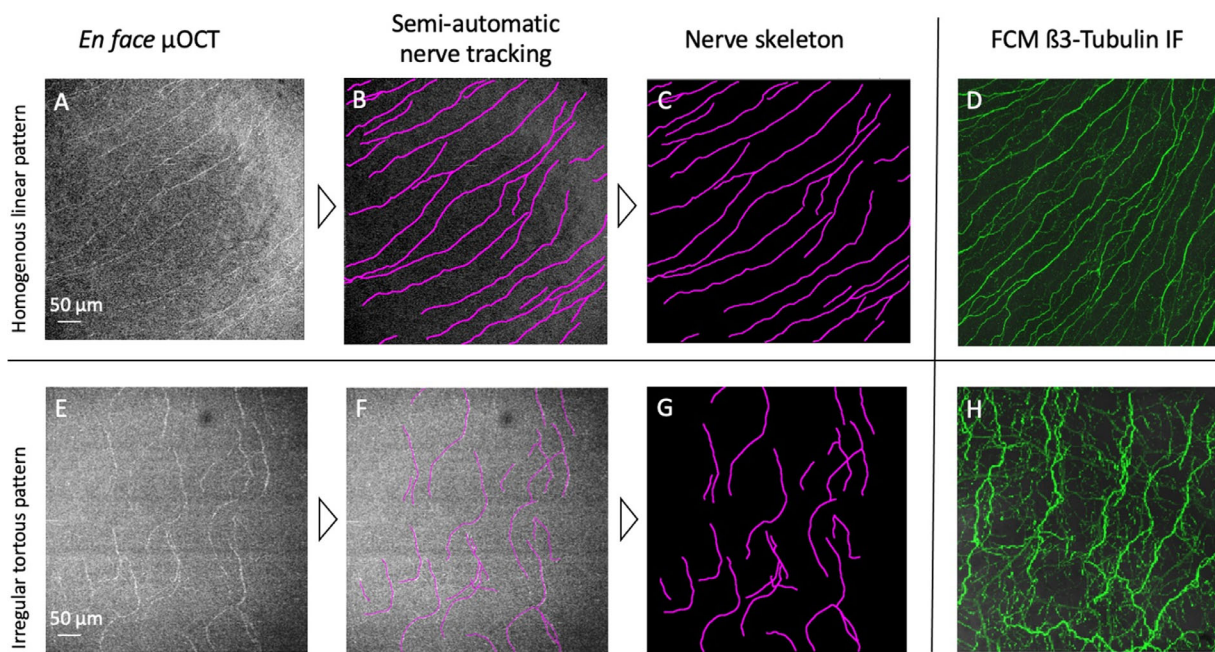 En face µOCT
Semi-automatic
nerve tracking
Nerve skeleton
FCM ß3-Tubulin IF
Homogenous linear pattern
A
B
C
D
50 µm
Irregular tortous pattern
E
F
G
H
50 µm